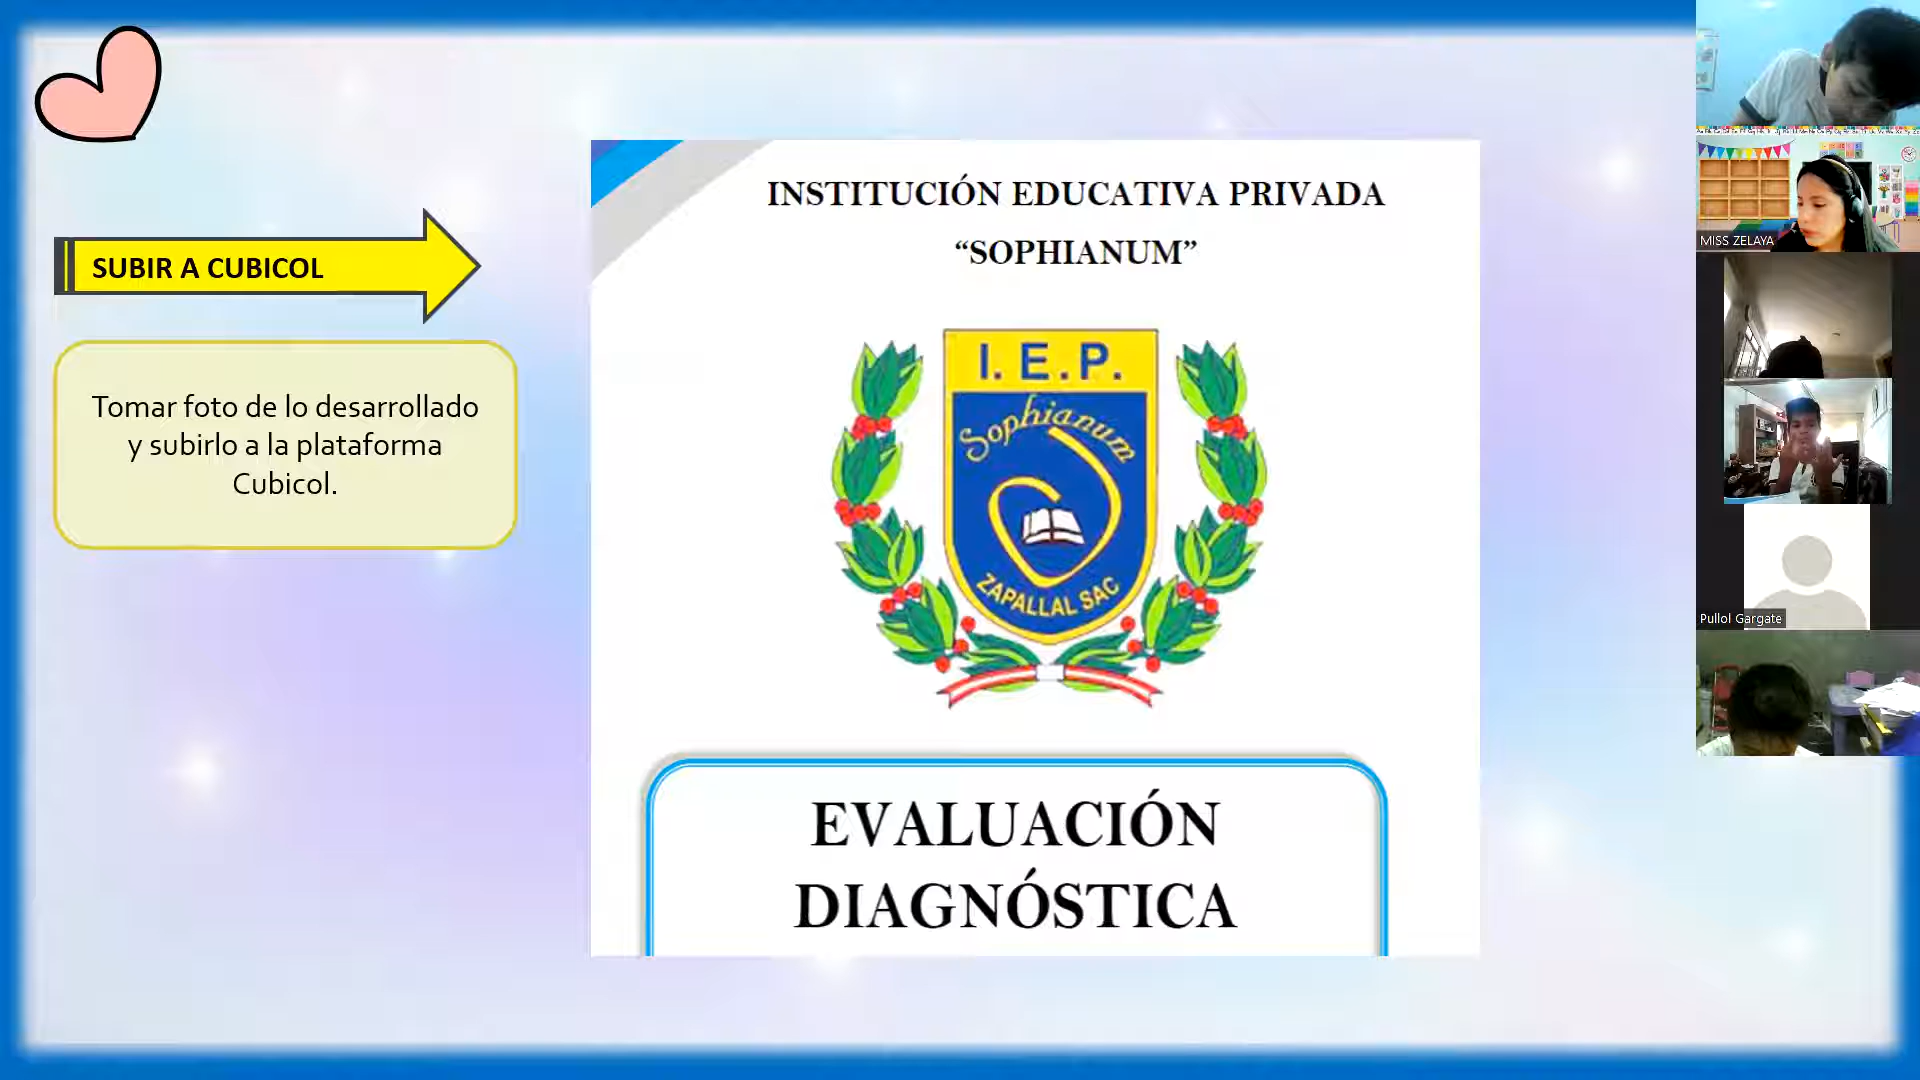 SUBIR A CUBICOL
Tomar foto de lo desarrollado
y subirlo a la plataforma
Cubicol.
INSTITUCIÓN EDUCATIVA PRIVADA
“SOPHIANUM”
I. E. P.
Sophianum
ZAPALLAL SAC
EVALUACIÓN
DIAGNÓSTICA
MISS ZELAYA
Pullol Gargate